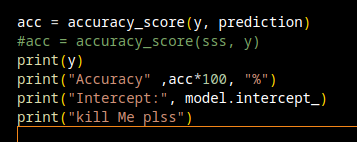 acc = accuracy_score(y, prediction)
#acc = accuracy_score(sss, y)
print(y)
print("Accuracy" ,acc*100, "%")
print("Intercept:", model.intercept_)
print("kill Me plss")